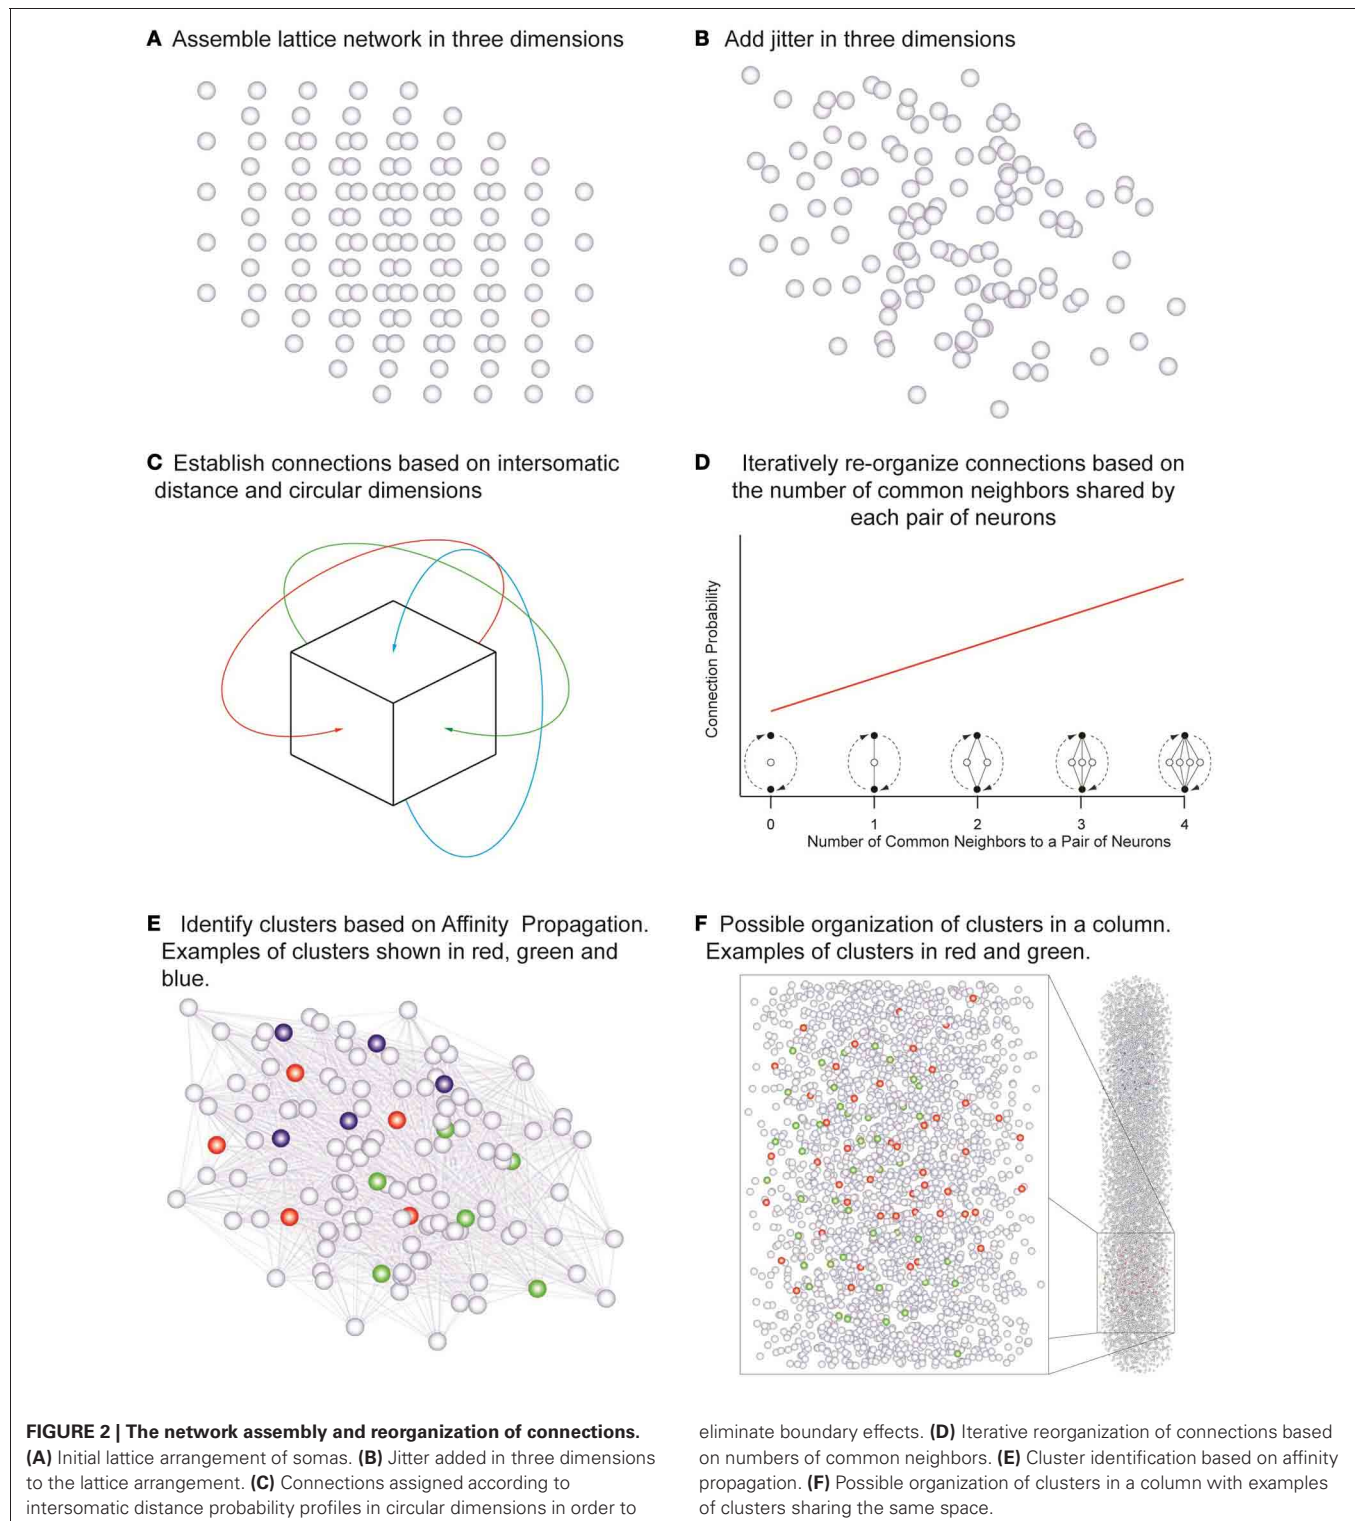 A Assemble lattice network in three dimensions
B Add jitter in three dimensions
C Establish connections based on intersomatic
distance and circular dimensions
D Iteratively re-organize connections based on
the number of common neighbors shared by
each pair of neurons
Connection Probability
0 1 2 3 4
Number of Common Neighbors to a Pair of Neurons
E Identify clusters based on Affinity Propagation.
Examples of clusters shown in red, green and
blue.
F Possible organization of clusters in a column.
Examples of clusters in red and green.
FIGURE 2 | The network assembly and reorganization of connections.
(A) Initial lattice arrangement of somas. (B) Jitter added in three dimensions
to the lattice arrangement. (C) Connections assigned according to
intersomatic distance probability profiles in circular dimensions in order to
eliminate boundary effects. (D) Iterative reorganization of connections based
on numbers of common neighbors. (E) Cluster identification based on affinity
propagation. (F) Possible organization of clusters in a column with examples
of clusters sharing the same space.